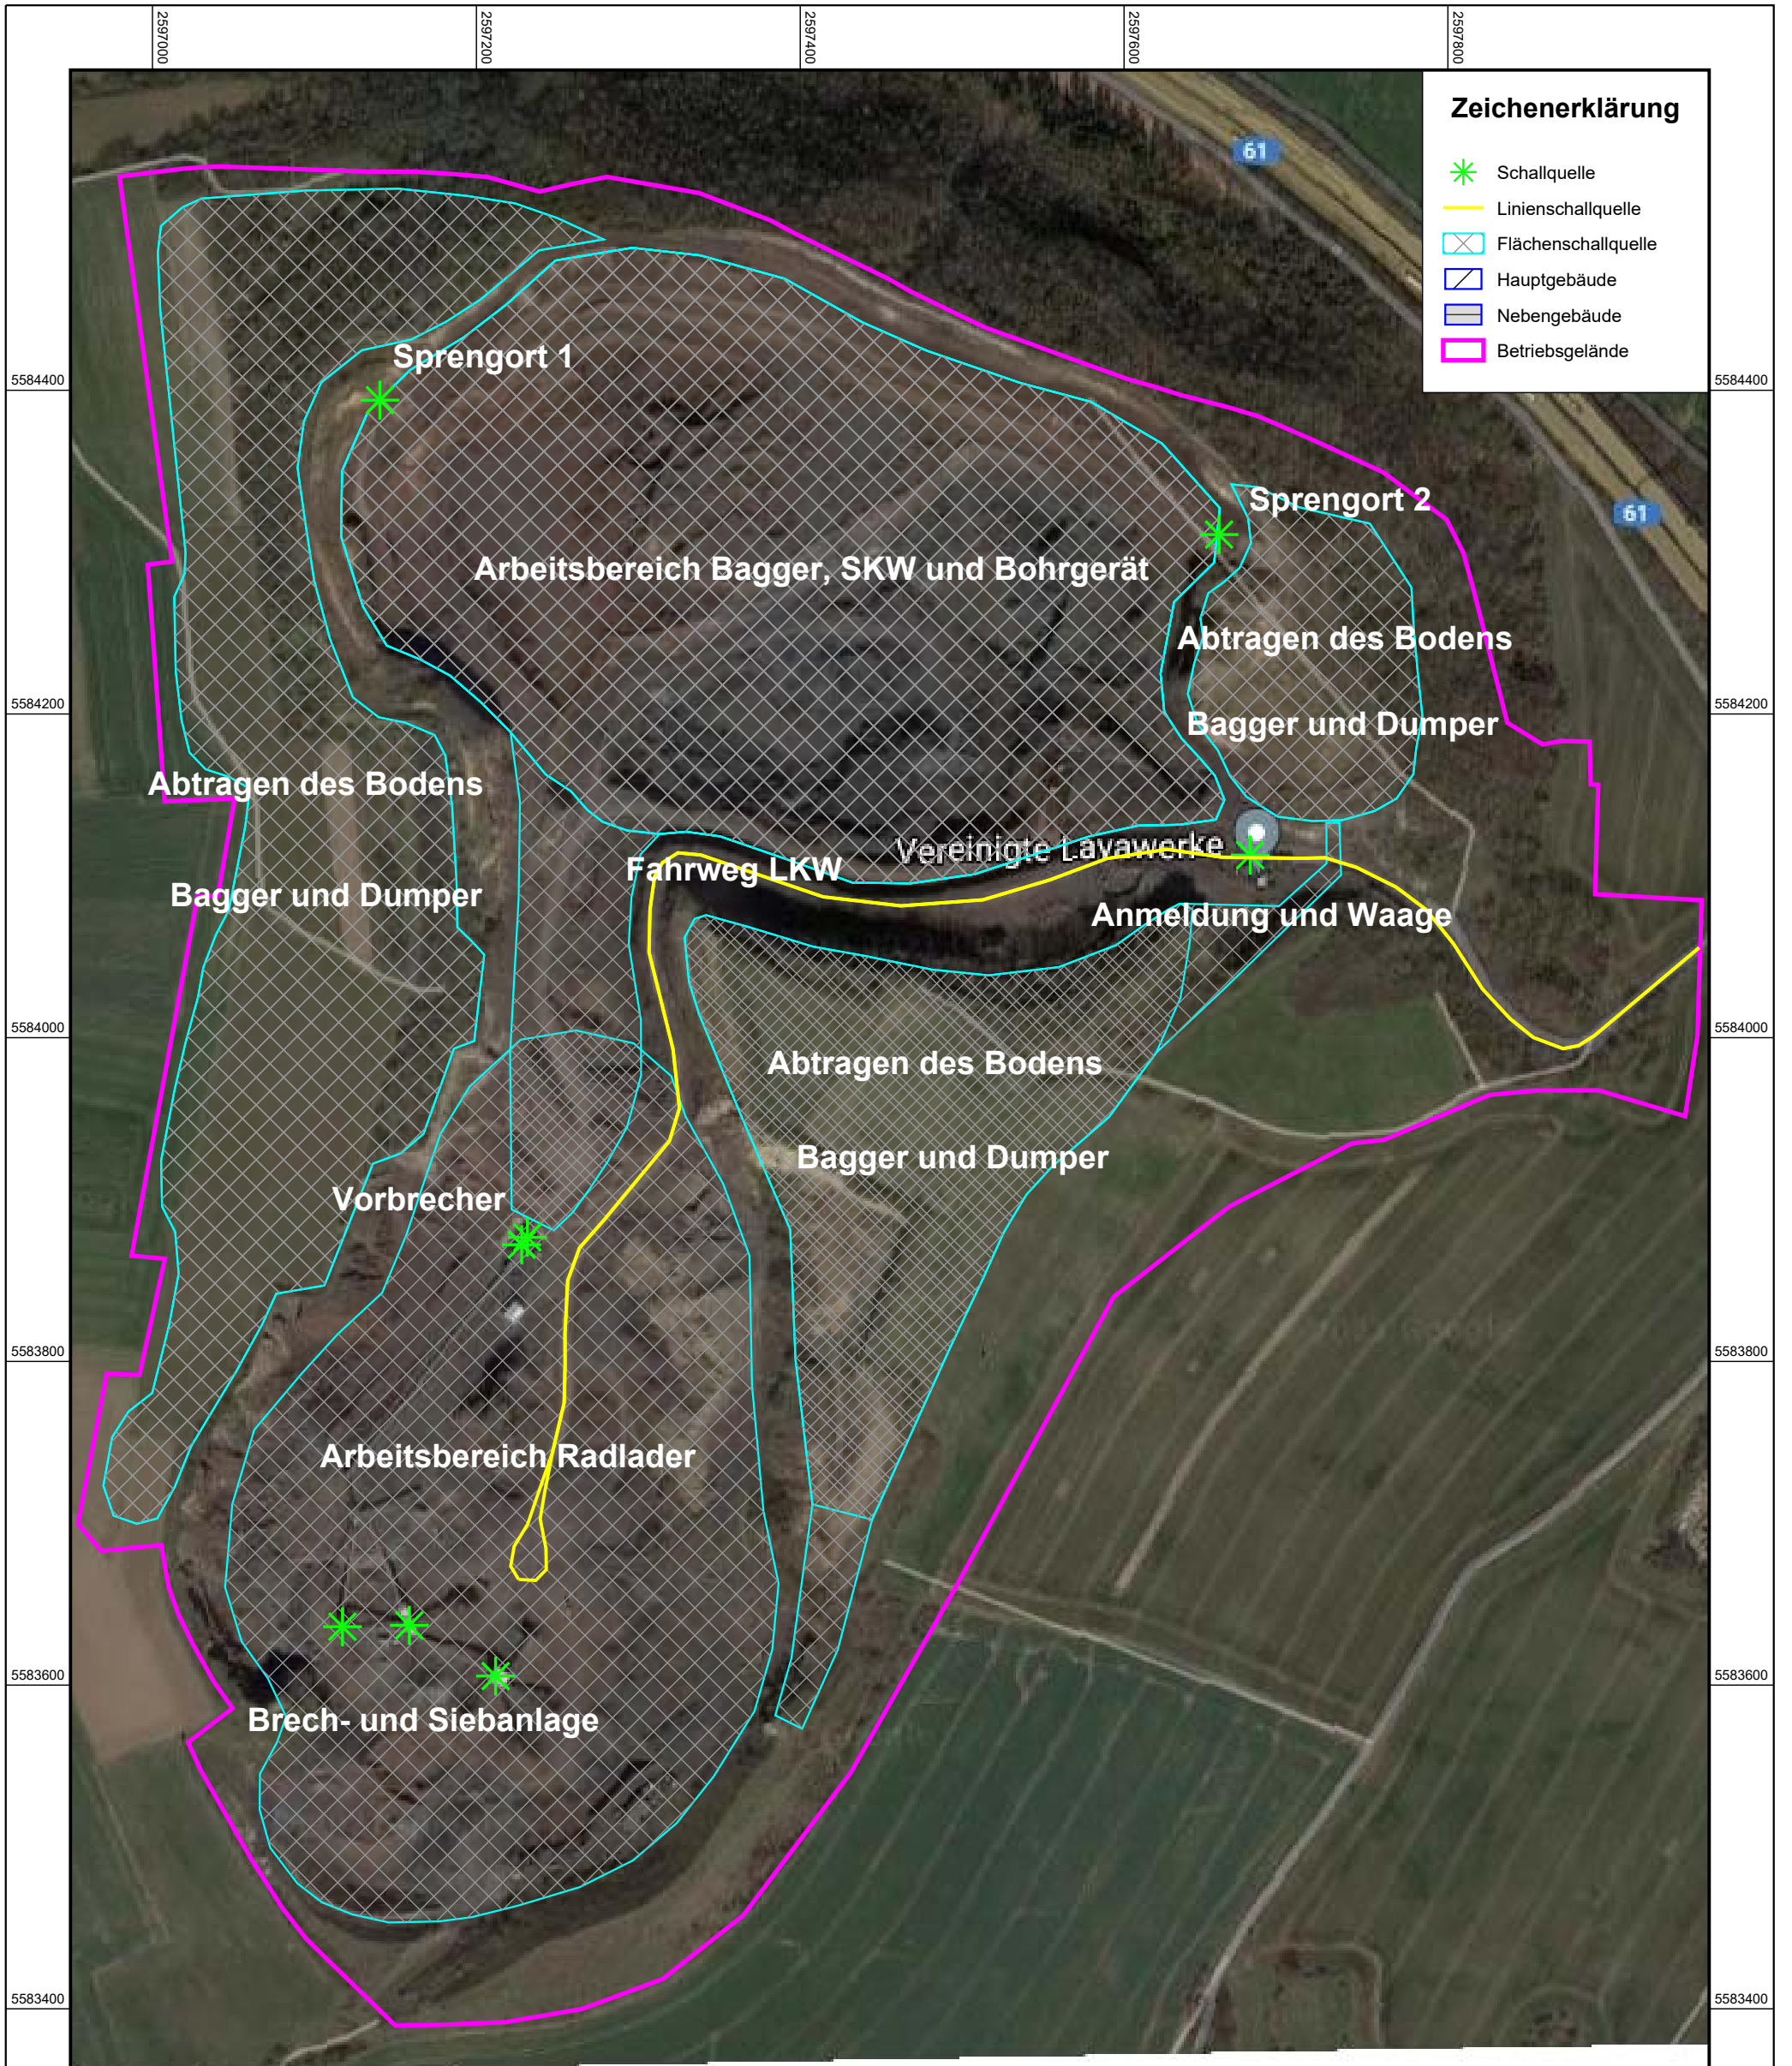 2597000
2597200
2597400
2597600
2597800
Zeichenerklärung
Schallquelle
Linienschallquelle
Flächenschallquelle
Hauptgebäude
Nebengebäude
Betriebsgelände
61
61
5584400
5584400
Sprengort 1
Sprengort 2
Arbeitsbereich Bagger, SKW und Bohrgerät
Abtragen des Bodens
Bagger und Dumper
5584200
5584200
Abtragen des Bodens
Bagger und Dumper
Vereinigte Lavawerke
Fahrweg LKW
Anmeldung und Waage
5584000
5584000
Abtragen des Bodens
Bagger und Dumper
Vorbrecher
5583800
5583800
Arbeitsbereich Radlader
5583600
5583600
Brech- und Siebanlage
5583400
5583400